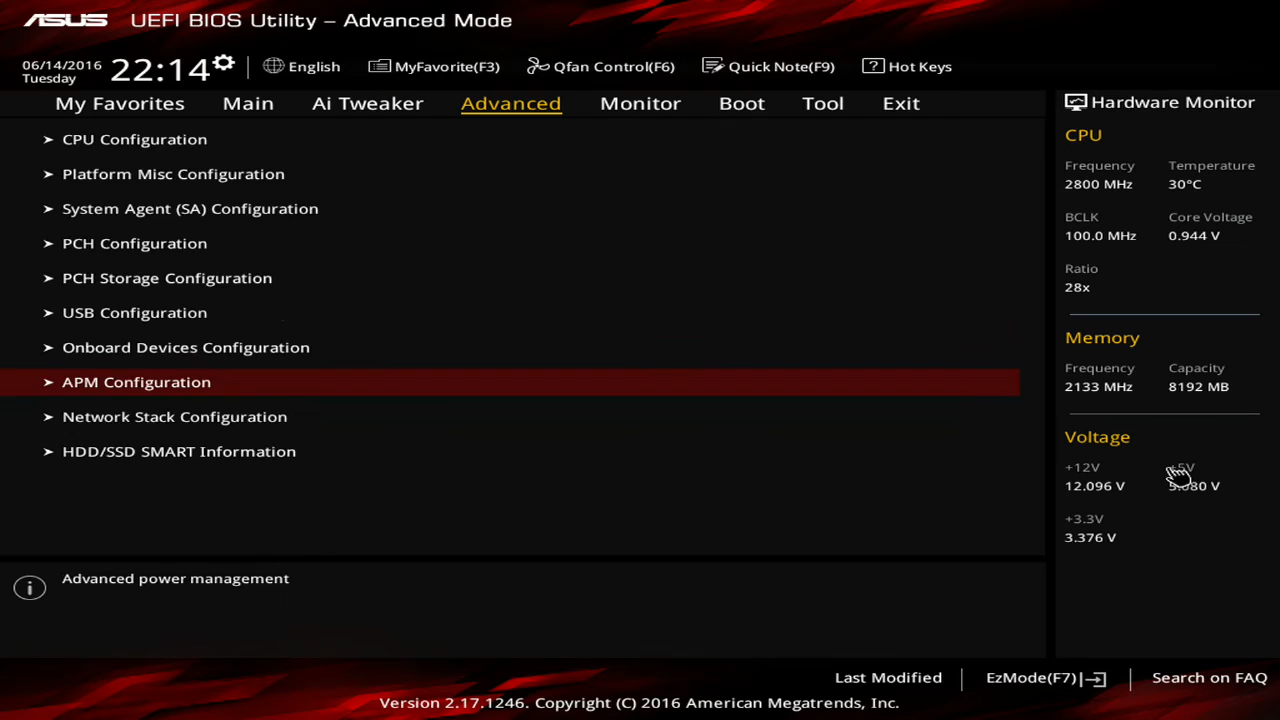 ASUS UEFI BIOS Utility – Advanced Mode
06/14/2016
Tuesday
22:14
English
MyFavorite(F3)
Qfan Control(F6)
Quick Note(F9)
? Hot Keys
My Favorites
Main
Ai Tweaker
Advanced
Monitor
Boot
Tool
Exit
CPU Configuration
Platform Misc Configuration
System Agent (SA) Configuration
PCH Configuration
PCH Storage Configuration
USB Configuration
Onboard Devices Configuration
APM Configuration
Network Stack Configuration
HDD/SSD SMART Information
Advanced power management
Hardware Monitor
CPU
Frequency Temperature
2800 MHz 30°C
BCLK Core Voltage
100.0 MHz 0.944 V
Ratio
28x
Memory
Frequency Capacity
2133 MHz 8192 MB
Voltage
+12V +5V
12.096 V
+3.3V
3.376 V
Last Modified
EzMode(F7)
Search on FAQ
Version 2.17.1246. Copyright (C) 2016 American Megatrends, Inc.